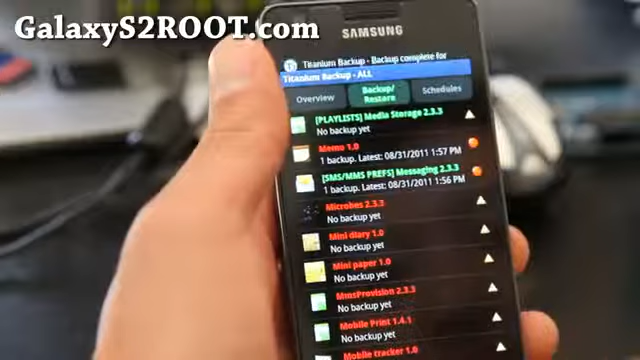 GalaxyS2ROOT.com
SAMSUNG
Titanium Backup - Backup complete for
Titanium Backup - ALL
Overview
Backup/
Restore
Schedules
[PLAYLISTS] Media Storage 2.3.3
No backup yet
Memo 1.0
1 backup. Latest: 08/31/2011 1:57 PM
[SMS/MMS PREFS] Messaging 2.3.3
1 backup. Latest: 08/31/2011 1:56 PM
Microbes 2.3.3
No backup yet
Mini diary 1.0
No backup yet
Mini paper 1.0
No backup yet
MmsProvision 2.3.3
No backup yet
Mobile Print 1.4.1
No backup yet
Mobile tracker 1.0